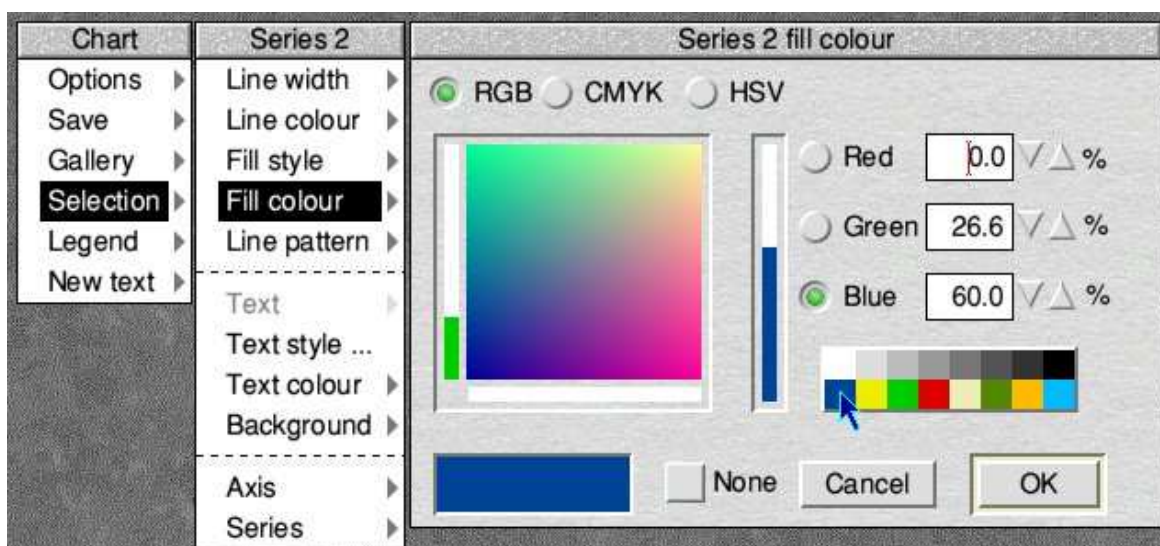 Chart
Options
Save
Gallery
Selection
Legend
New text
Series 2
Line width
Line colour
Fill style
Fill colour
Line pattern
Text
Text style ...
Text colour
Background
Axis
Series
Series 2 fill colour
RGB CMYK HSV
Red 0.0 %
Green 26.6 %
Blue 60.0 %
None Cancel OK